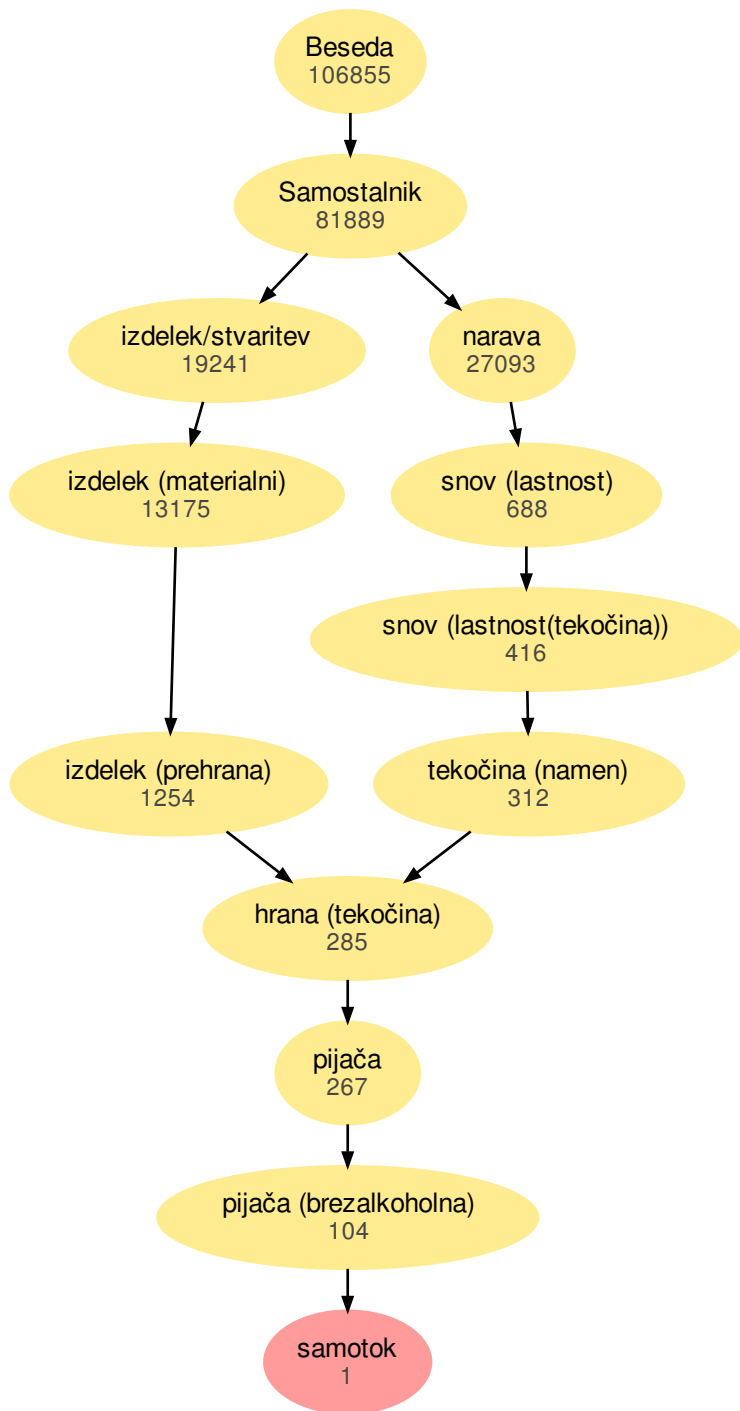 Beseda
106855
Samostalnik
81889
izdelek/stvaritev
19241
narava
27093
izdelek (materialni)
13175
snov (lastnost)
688
snov (lastnost(tekočina))
416
izdelek (prehrana)
1254
tekočina (namen)
312
hrana (tekočina)
285
pijača
267
pijača (brezalkoholna)
104
samotok
1